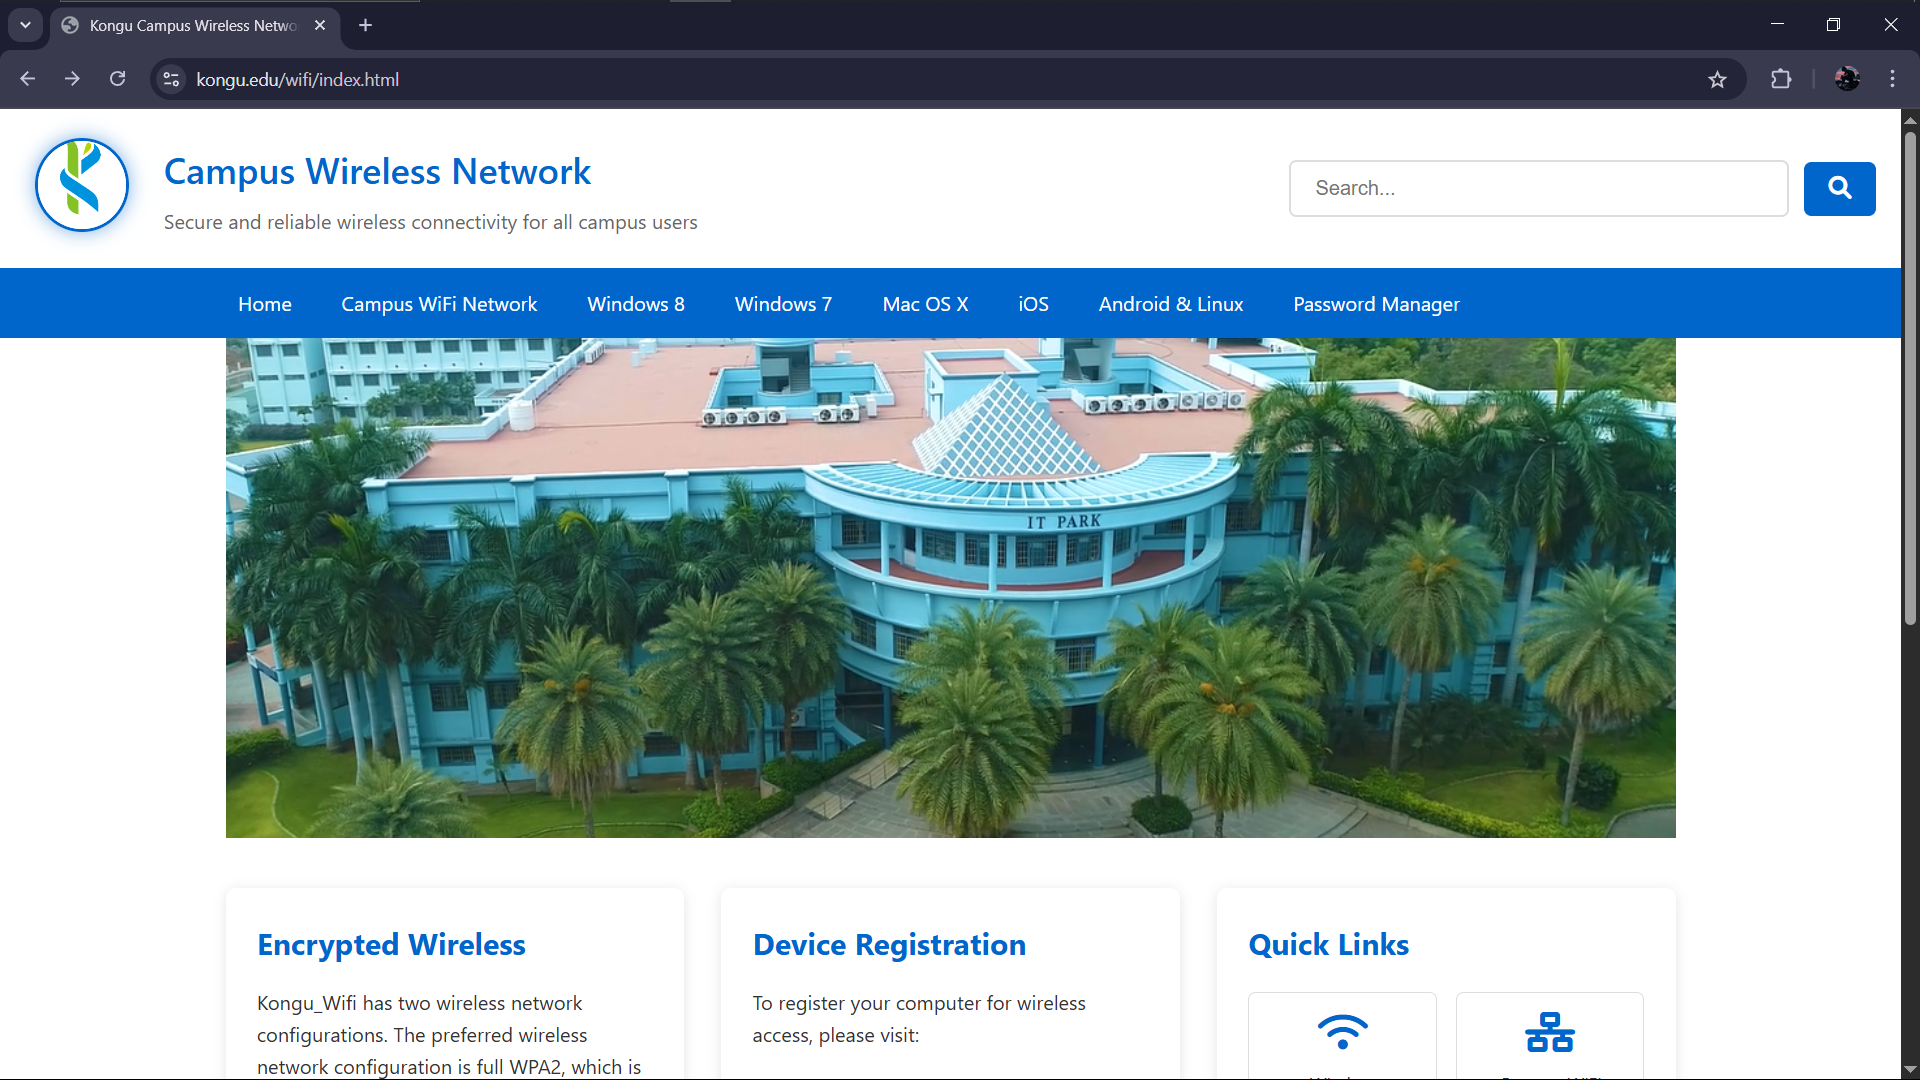 Kongu Campus Wireless Netwo
kongu.edu/wifi/index.html
Campus Wireless Network
Secure and reliable wireless connectivity for all campus users
Search...
Home Campus WiFi Network Windows 8 Windows 7 Mac OS X iOS Android & Linux Password Manager
IT PARK
Encrypted Wireless
Kongu_Wifi has two wireless network
configurations. The preferred wireless
network configuration is full WPA2, which is
Device Registration
To register your computer for wireless
access, please visit:
Quick Links